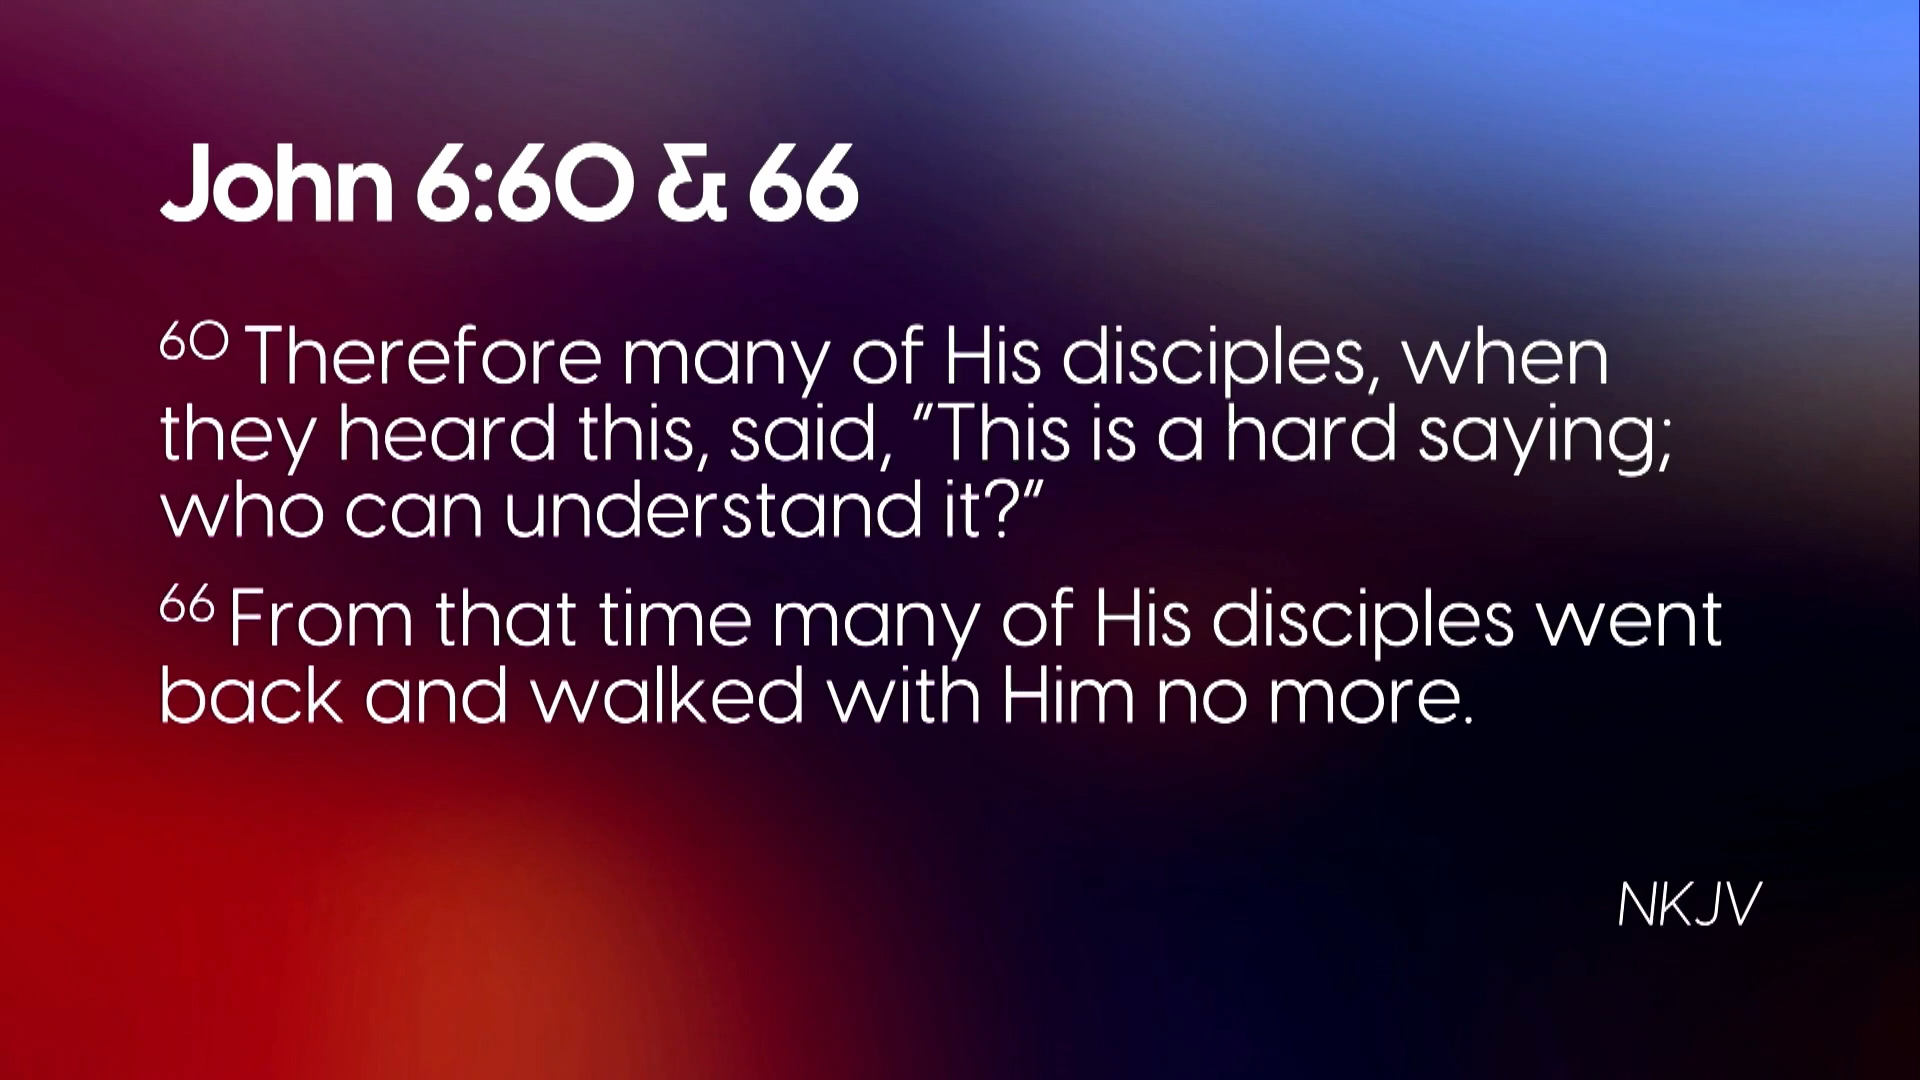 John 6:60 & 66
60 Therefore many of His disciples, when
they heard this, said, “This is a hard saying;
who can understand it?”
66 From that time many of His disciples went
back and walked with Him no more.
NKJV